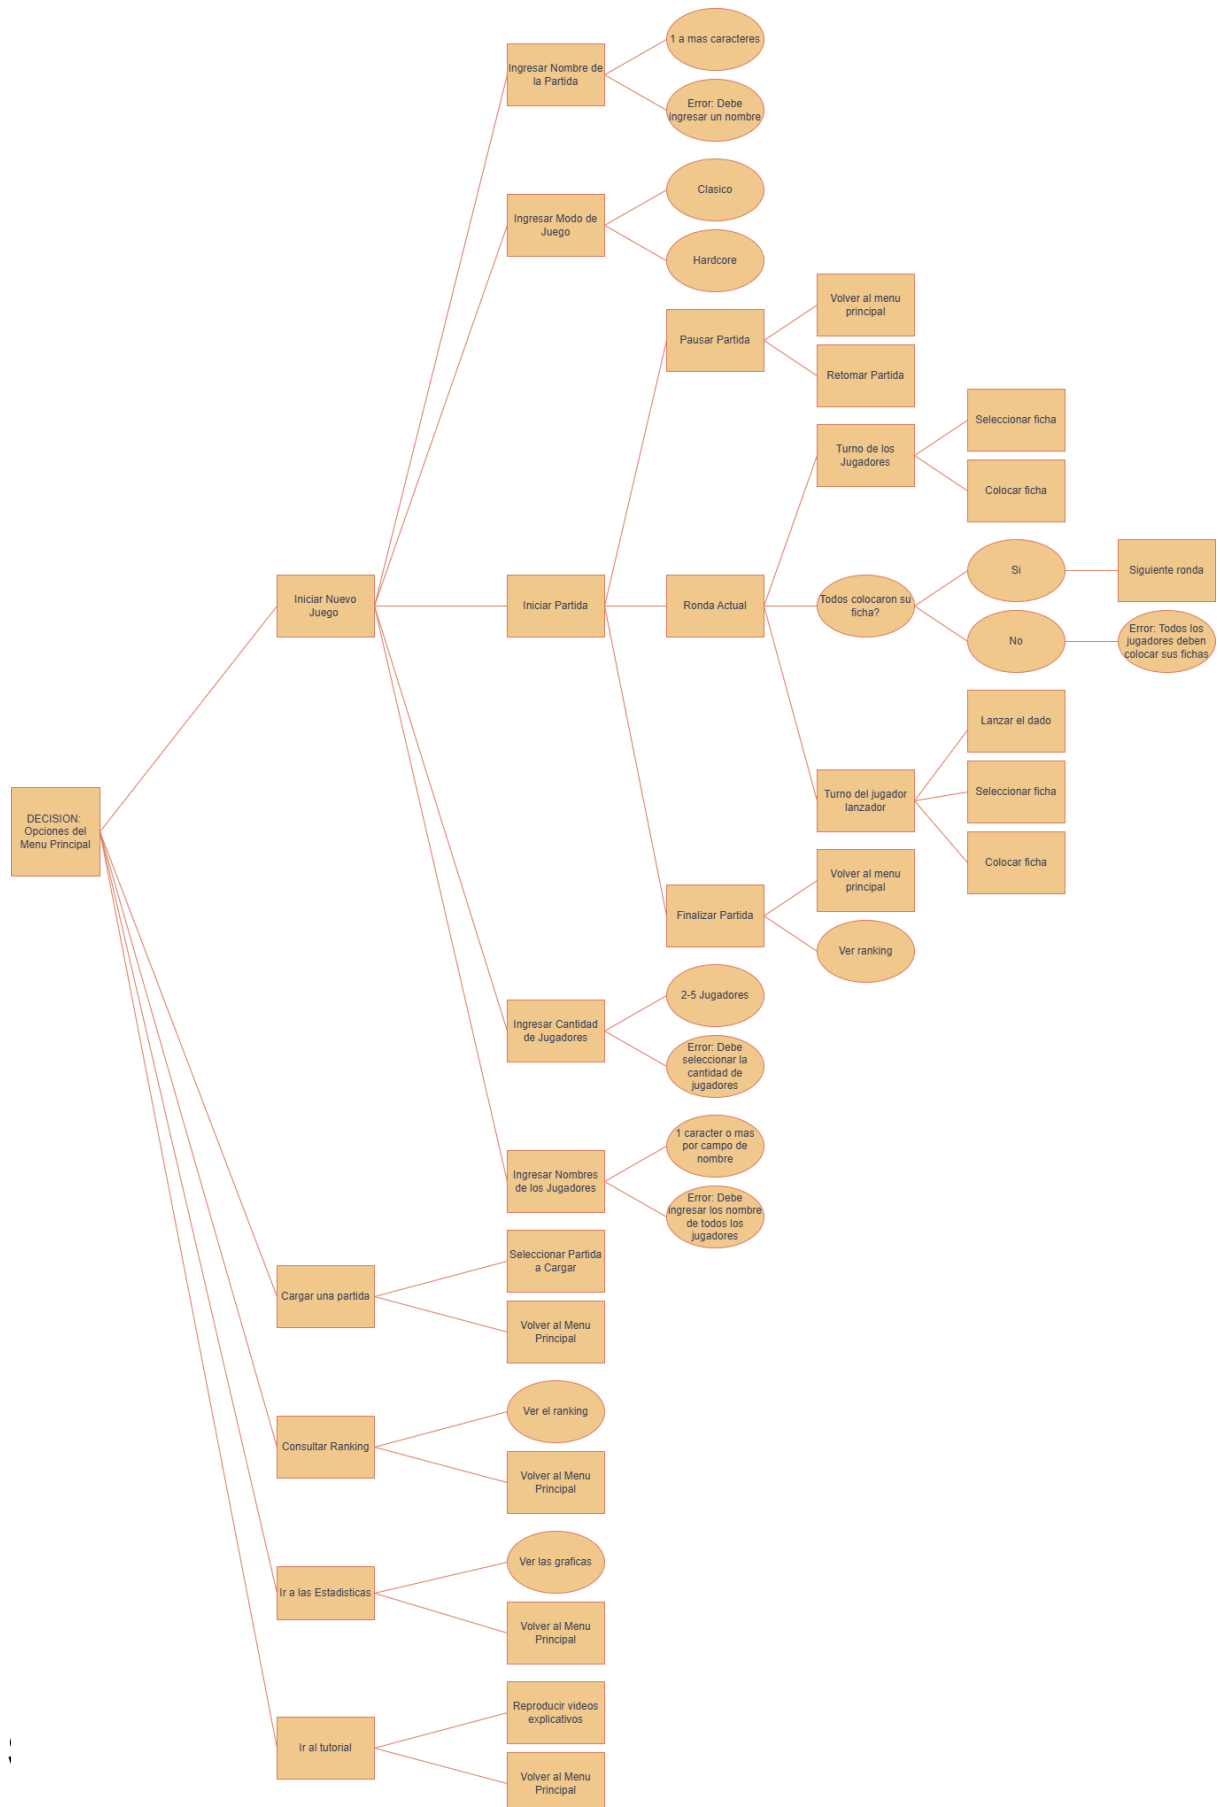 1 a mas caracteres
Ingresar Nombre de
la Partida
Error: Debe
ingresar un nombre
Clasico
Ingresar Modo de
Juego
Hardcore
Volver al menu
principal
Pausar Partida
Retomar Partida
Seleccionar ficha
Turno de los
Jugadores
Colocar ficha
Iniciar Nuevo
Juego
Iniciar Partida
Ronda Actual
Todos colocaron su
ficha?
Si
Siguiente ronda
No
Error: Todos los
jugadores deben
colocar sus fichas
Lanzar el dado
Turno del jugador
lanzador
Seleccionar ficha
Colocar ficha
DECISION:
Opciones del
Menu Principal
Volver al menu
principal
Finalizar Partida
Ver ranking
2-5 Jugadores
Ingresar Cantidad
de Jugadores
Error: Debe
seleccionar la
cantidad de
jugadores
1 caracter o mas
por campo de
nombre
Ingresar Nombres
de los Jugadores
Error: Debe
ingresar los nombre
de todos los
jugadores
Seleccionar Partida
a Cargar
Cargar una partida
Volver al Menu
Principal
Ver el ranking
Consultar Ranking
Volver al Menu
Principal
Ver las graficas
Ir a las Estadisticas
Volver al Menu
Principal
Reproducir videos
explicativos
Ir al tutorial
Volver al Menu
Principal